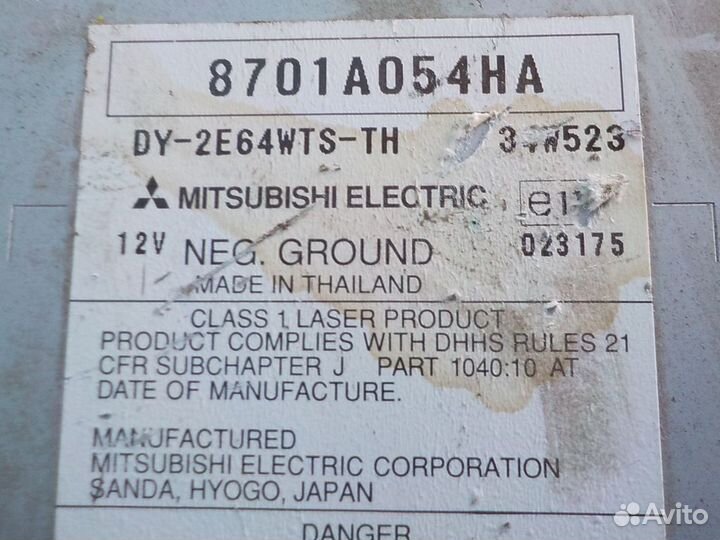 8701A054HA
DY-2E64WTS-TH
MITSUBISHI ELECTRIC
12V NEG. GROUND 023175
MADE IN THAILAND
CLASS 1 LASER PRODUCT
PRODUCT COMPLIES WITH DHHS RULES 21
CFR SUBCHAPTER J PART 1040:10 AT
DATE OF MANUFACTURE.
MANUFACTURED
MITSUBISHI ELECTRIC CORPORATION
SANDA, HYOGO, JAPAN
DANGER
Avito